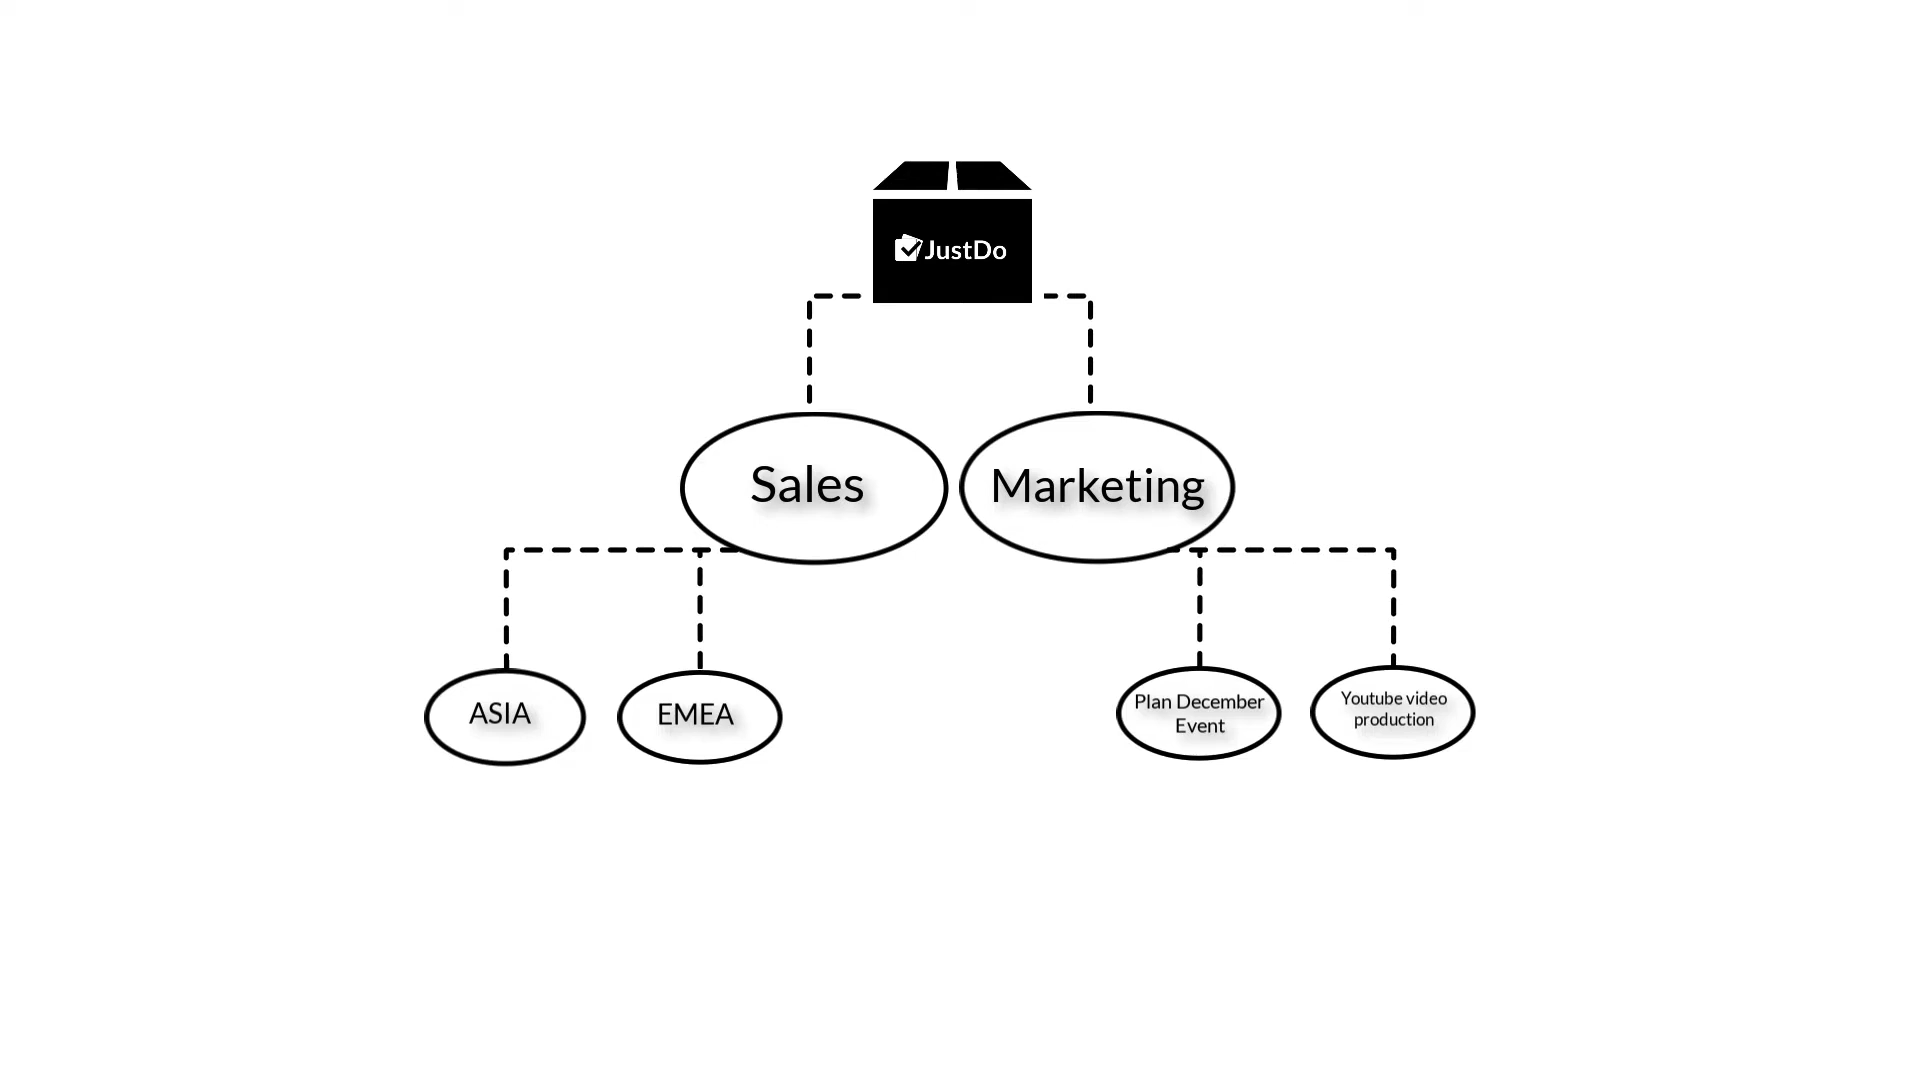 JustDo
Sales
Marketing
ASIA
EMEA
Plan December
Event
Youtube video
production